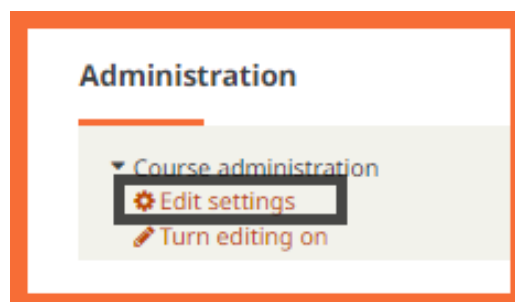 Administration
Course administration
Edit settings
Turn editing on